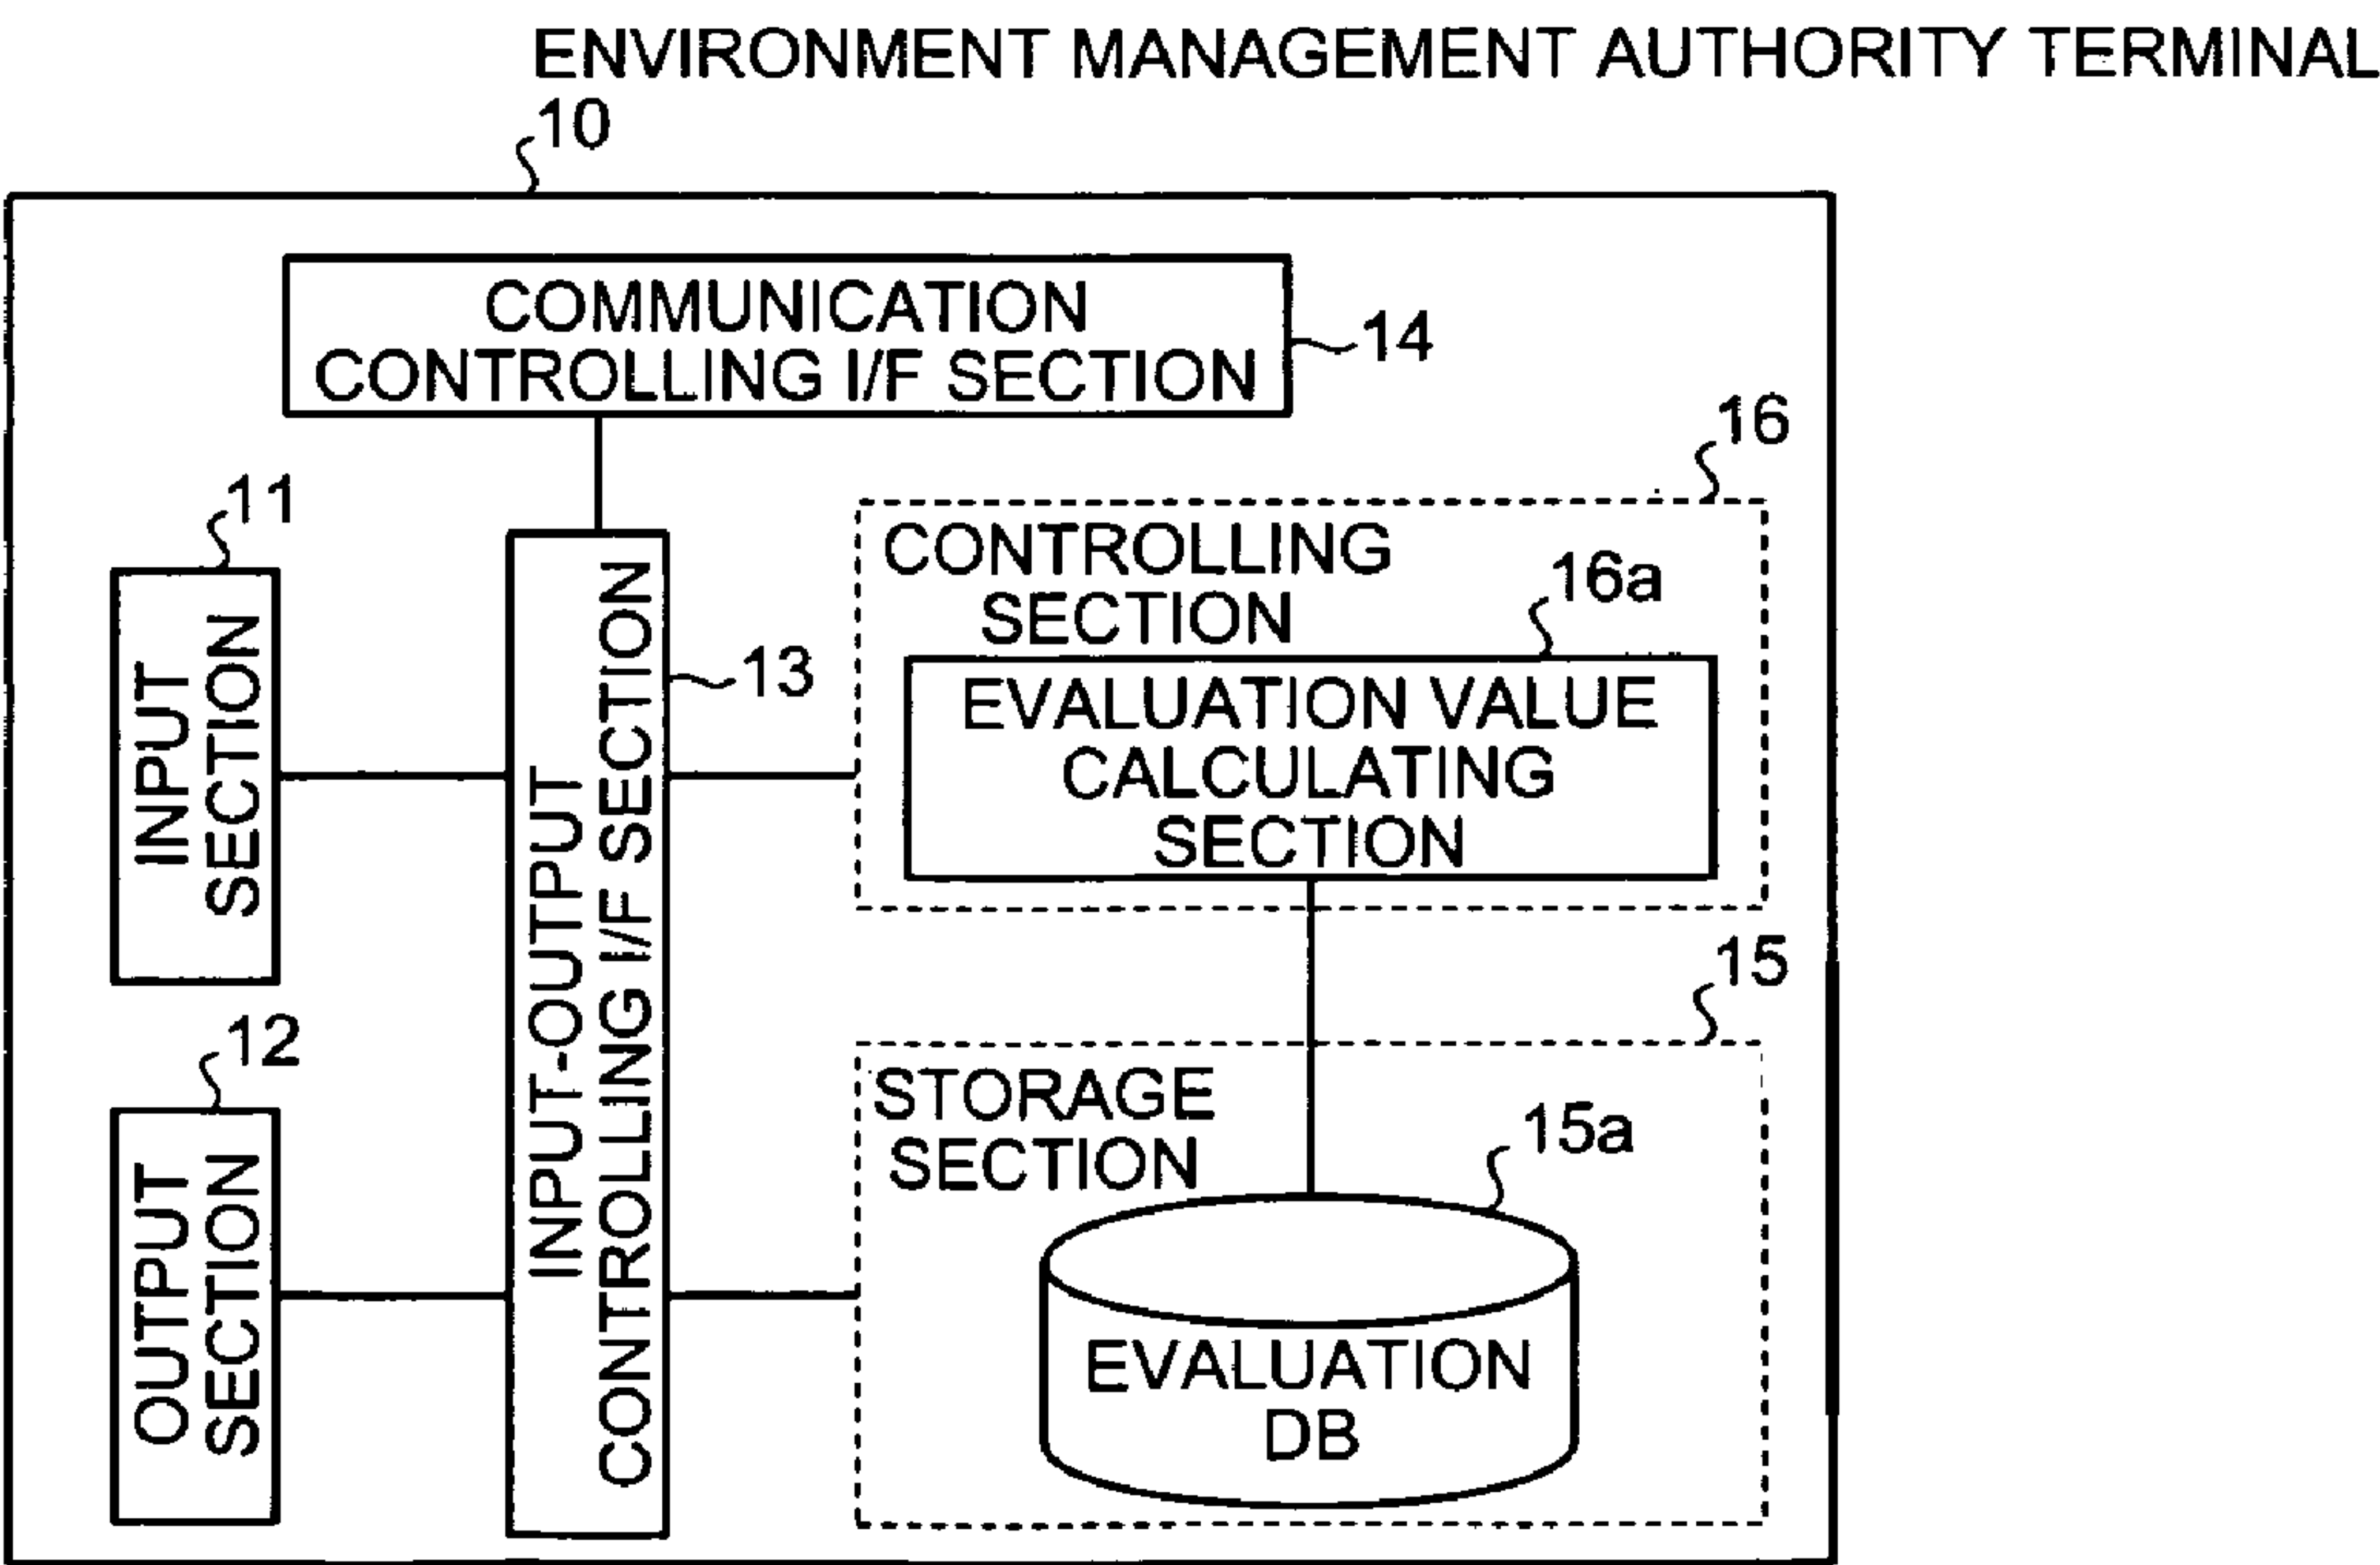 ENVIRONMENT MANAGEMENT AUTHORITY TERMINAL
10
COMMUNICATION
CONTROLLING I/F SECTION
14
16
11
CONTROLLING
SECTION
16a
INPUT
SECTION
INPUT-OUTPUT
CONTROLLING I/F SECTION
13
EVALUATION VALUE
CALCULATING
SECTION
15
12
STORAGE
SECTION
15a
OUTPUT
SECTION
EVALUATION
DB